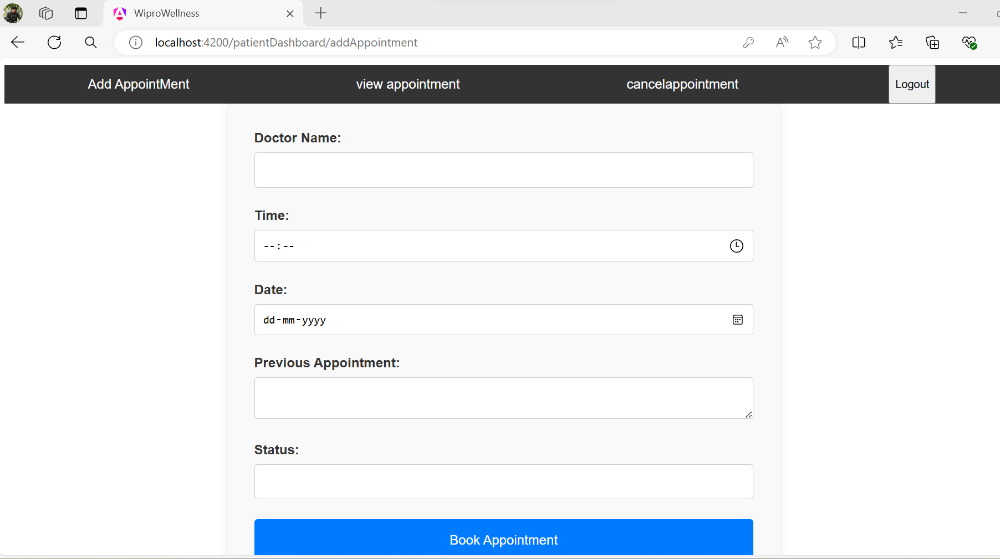 WiproWellness
localhost:4200/patientDashboard/addAppointment
Add AppointMent view appointment cancelappointment Logout
Doctor Name:
Time:
--:--
Date:
dd-mm-yyyy
Previous Appointment:
Status:
Book Appointment